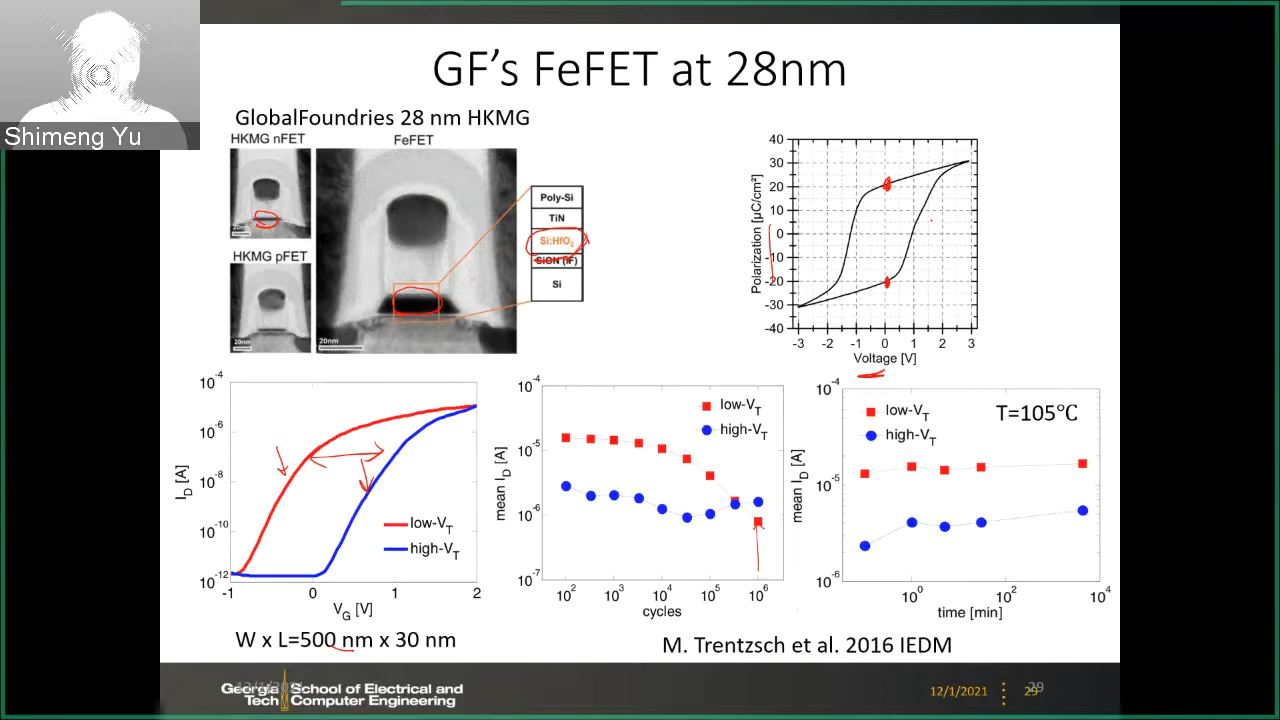 Shimeng Yu
GF's FeFET at 28nm
GlobalFoundries 28 nm HKMG
HKMG nFET
FeFET
20nm
HKMG pFET
20nm
20nm
Poly-Si
TiN
Si:HfO₂
SiON (IF)
Si
40
30
20
10
0
-10
-20
-30
-40
Polarization [µC/cm²]
-3 -2 -1 0 1 2 3
Voltage [V]
10⁻⁴
10⁻⁶
10⁻⁸
10⁻¹⁰
10⁻¹²
I_D [A]
low-V_T
high-V_T
-1 0 1 2
V_G [V]
10⁻⁴
10⁻⁵
10⁻⁶
10⁻⁷
mean I_D [A]
low-V_T
high-V_T
10² 10³ 10⁴ 10⁵ 10⁶
cycles
10⁻⁴
10⁻⁵
10⁻⁶
mean I_D [A]
low-V_T
high-V_T
T=105℃
10⁰ 10² 10⁴
time [min]
W x L=500 nm x 30 nm
M. Trentzsch et al. 2016 IEDM
12/1/2021
Georgia Tech
School of Electrical and
Computer Engineering
12/1/2021
29
29